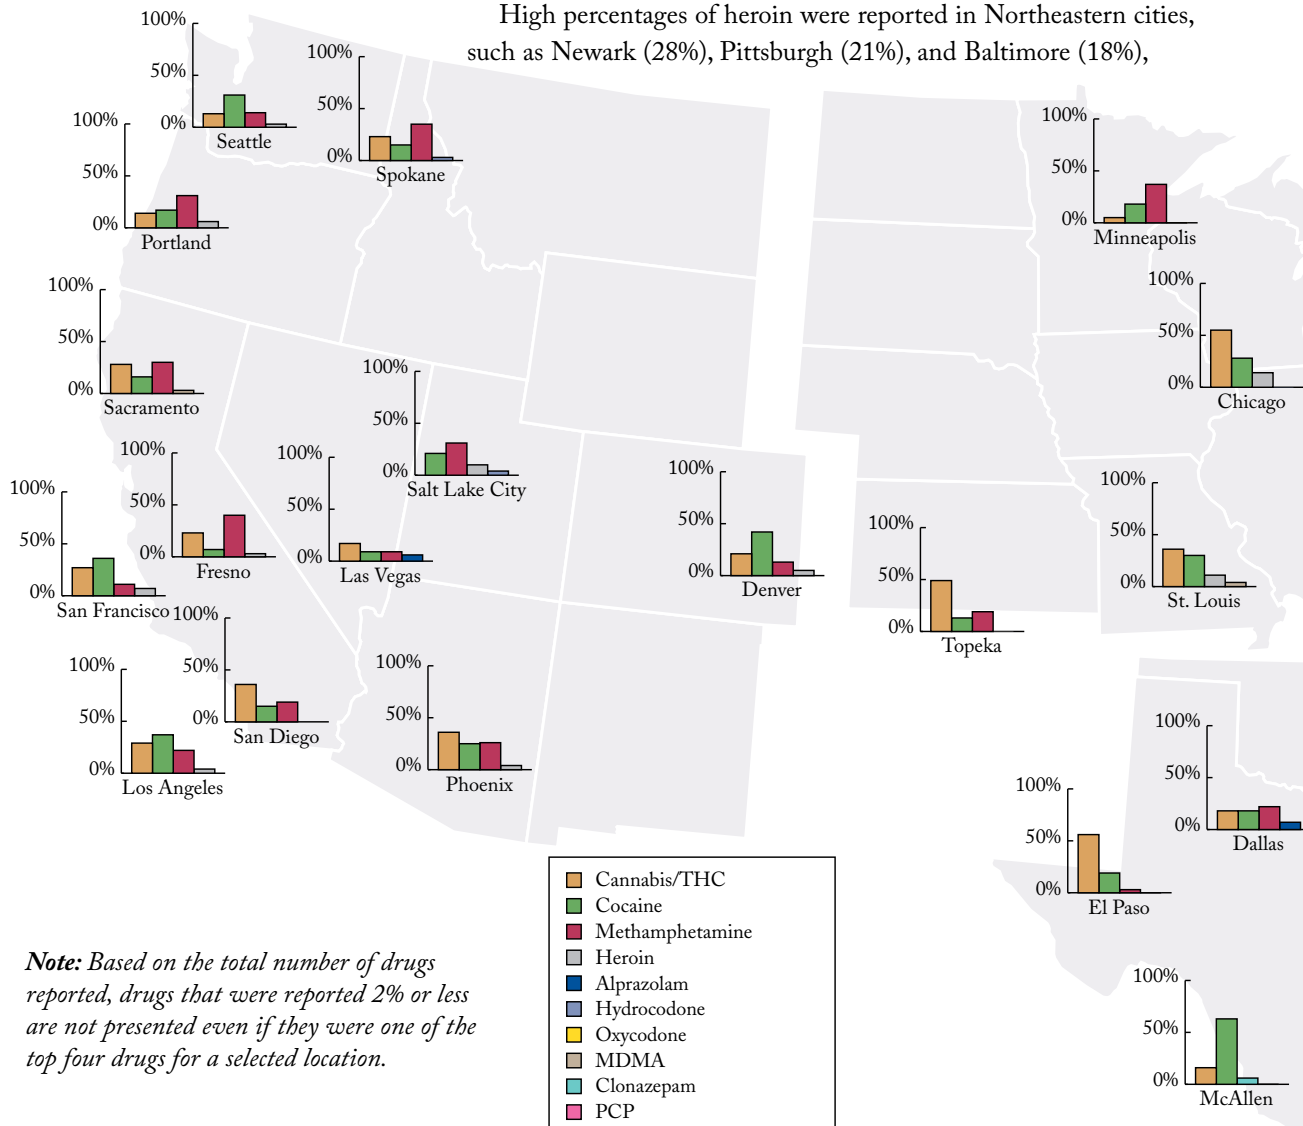 High percentages of heroin were reported in Northeastern cities,
such as Newark (28%), Pittsburgh (21%), and Baltimore (18%),
100%
50%
0%
Seattle
100%
50%
0%
Spokane
100%
50%
0%
Portland
100%
50%
0%
Minneapolis
100%
50%
0%
Sacramento
100%
50%
0%
Chicago
100%
50%
0%
Salt Lake City
100%
50%
0%
Fresno
100%
50%
0%
Las Vegas
100%
50%
0%
San Francisco
100%
50%
0%
Denver
100%
50%
0%
Topeka
100%
50%
0%
St. Louis
100%
50%
0%
San Diego
100%
50%
0%
Los Angeles
100%
50%
0%
Phoenix
100%
50%
0%
Dallas
100%
50%
0%
El Paso
100%
50%
0%
McAllen
Cannabis/THC
Cocaine
Methamphetamine
Heroin
Alprazolam
Hydrocodone
Oxycodone
MDMA
Clonazepam
PCP
Note: Based on the total number of drugs
reported, drugs that were reported 2% or less
are not presented even if they were one of the
top four drugs for a selected location.